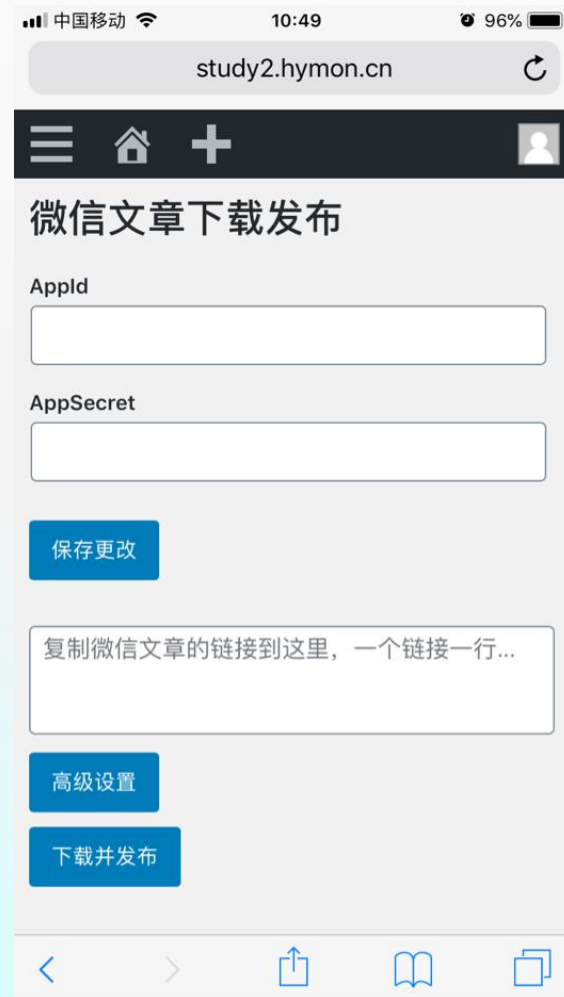 中国移动 10:49 96%
study2.hymon.cn
微信文章下载发布
AppId
AppSecret
保存更改
复制微信文章的链接到这里，一个链接一行...
高级设置
下载并发布